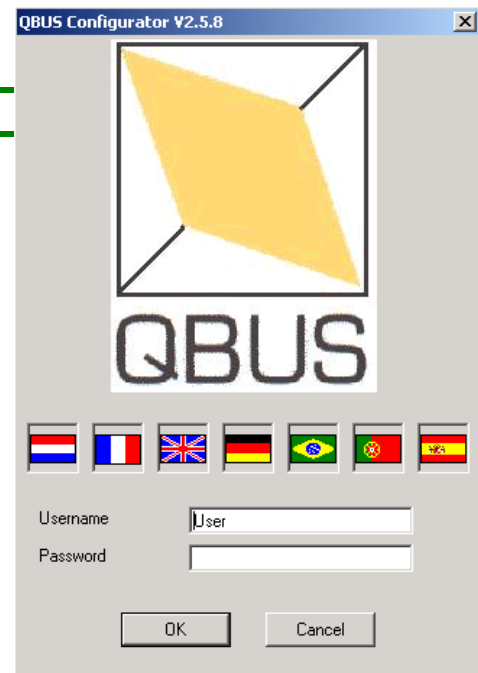 QBUS Configurator V2.5.8
QBUS
Username
User
Password
OK
Cancel